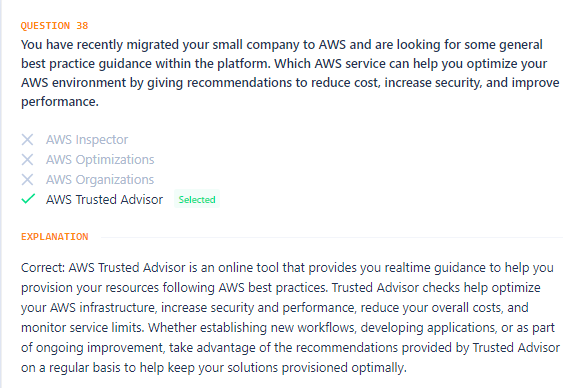 QUESTION 38
You have recently migrated your small company to AWS and are looking for some general
best practice guidance within the platform. Which AWS service can help you optimize your
AWS environment by giving recommendations to reduce cost, increase security, and improve
performance.
AWS Inspector
AWS Optimizations
AWS Organizations
AWS Trusted Advisor Selected
EXPLANATION
Correct: AWS Trusted Advisor is an online tool that provides you realtime guidance to help you
provision your resources following AWS best practices. Trusted Advisor checks help optimize
your AWS infrastructure, increase security and performance, reduce your overall costs, and
monitor service limits. Whether establishing new workflows, developing applications, or as part
of ongoing improvement, take advantage of the recommendations provided by Trusted Advisor
on a regular basis to help keep your solutions provisioned optimally.